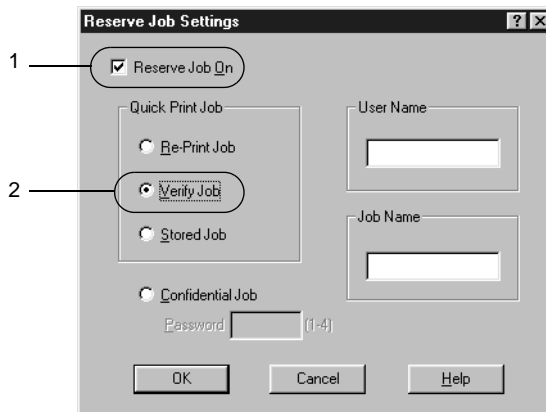 Reserve Job Settings
? ×
1
Reserve Job On
Quick Print Job
Re-Print Job
2
Verify Job
Stored Job
User Name
Job Name
Confidential Job
Password (1-4)
OK Cancel Help